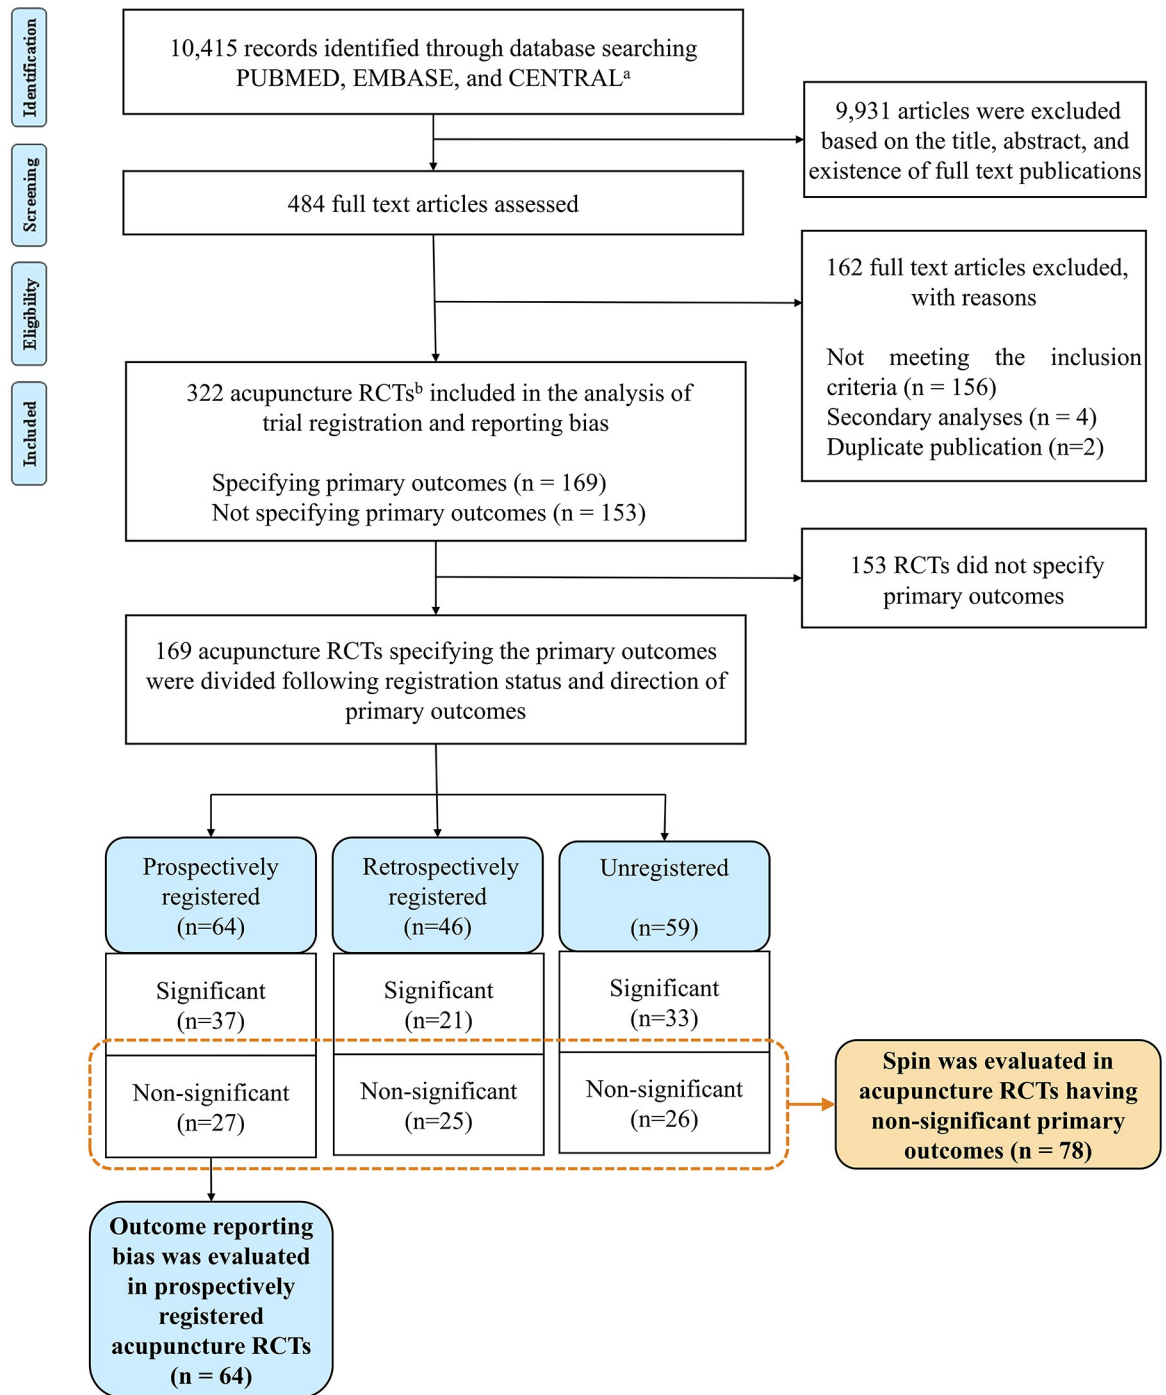 Identification
10,415 records identified through database searching
PUBMED, EMBASE, and CENTRALᵃ
9,931 articles were excluded
based on the title, abstract, and
existence of full text publications
Screening
484 full text articles assessed
162 full text articles excluded,
with reasons
Not meeting the inclusion
criteria (n = 156)
Secondary analyses (n = 4)
Duplicate publication (n=2)
Eligibility
Included
322 acupuncture RCTsᵇ included in the analysis of
trial registration and reporting bias
Specifying primary outcomes (n = 169)
Not specifying primary outcomes (n = 153)
153 RCTs did not specify
primary outcomes
169 acupuncture RCTs specifying the primary outcomes
were divided following registration status and direction of
primary outcomes
Prospectively
registered
(n=64)
Retrospectively
registered
(n=46)
Unregistered
(n=59)
Significant
(n=37)
Significant
(n=21)
Significant
(n=33)
Non-significant
(n=27)
Non-significant
(n=25)
Non-significant
(n=26)
Spin was evaluated in
acupuncture RCTs having
non-significant primary
outcomes (n = 78)
Outcome reporting
bias was evaluated
in prospectively
registered
acupuncture RCTs
(n = 64)